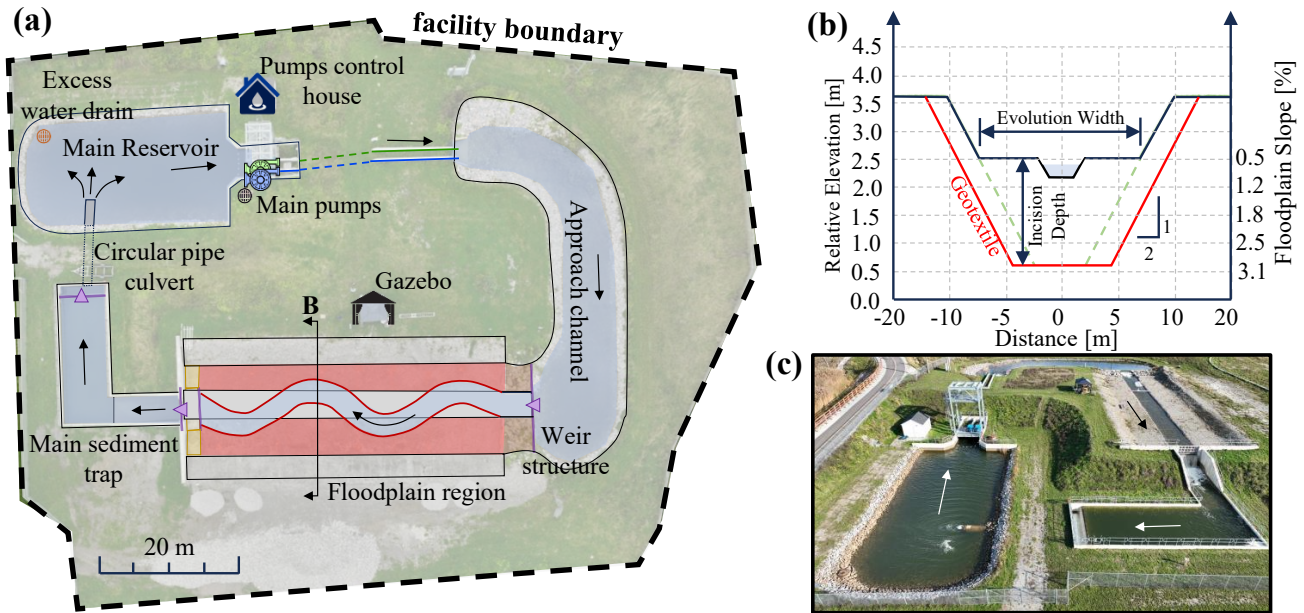 (a)
facility boundary
Excess
water drain
Pumps control
house
Main Reservoir
Main pumps
Circular pipe
culvert
Gazebo
Approach channel
B
Main sediment
trap
Weir
structure
Floodplain region
20 m
(b)
Relative Elevation [m]
4.5
4.0
3.5
3.0
2.5
2.0
1.5
1.0
0.5
0.0
Evolution Width
Incision
Depth
Geotextile
1
2
Floodplain Slope [%]
0.5
1.2
1.8
2.5
3.1
-20
-10
-5
0
5
10
20
Distance [m]
(c)